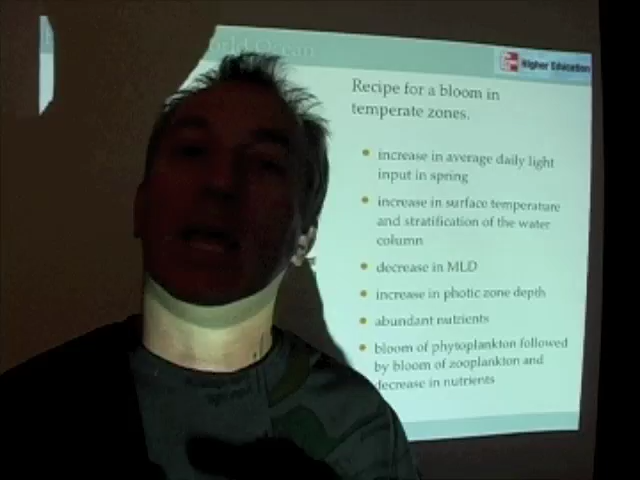 orld Ocean
Higher Education
Recipe for a bloom in
temperate zones.
increase in average daily light
input in spring
increase in surface temperature
and stratification of the water
column
decrease in MLD
increase in photic zone depth
abundant nutrients
bloom of phytoplankton followed
by bloom of zooplankton and
decrease in nutrients